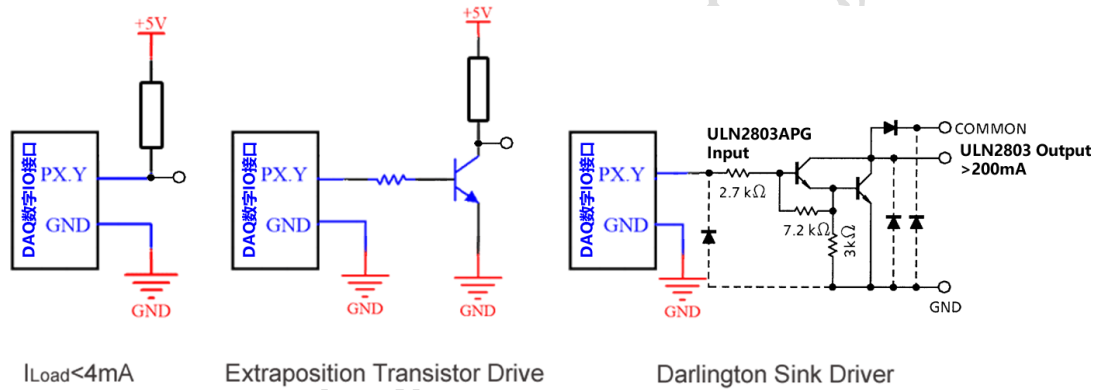 +5V
DAQ数字IO接口
PX.Y
GND
GND
ILoad<4mA
+5V
DAQ数字IO接口
PX.Y
GND
GND
GND
Extraposition Transistor Drive
DAQ数字IO接口
PX.Y
GND
GND
ULN2803APG
Input
2.7 kΩ
7.2 kΩ
3kΩ
COMMON
ULN2803 Output
>200mA
GND
Darlington Sink Driver